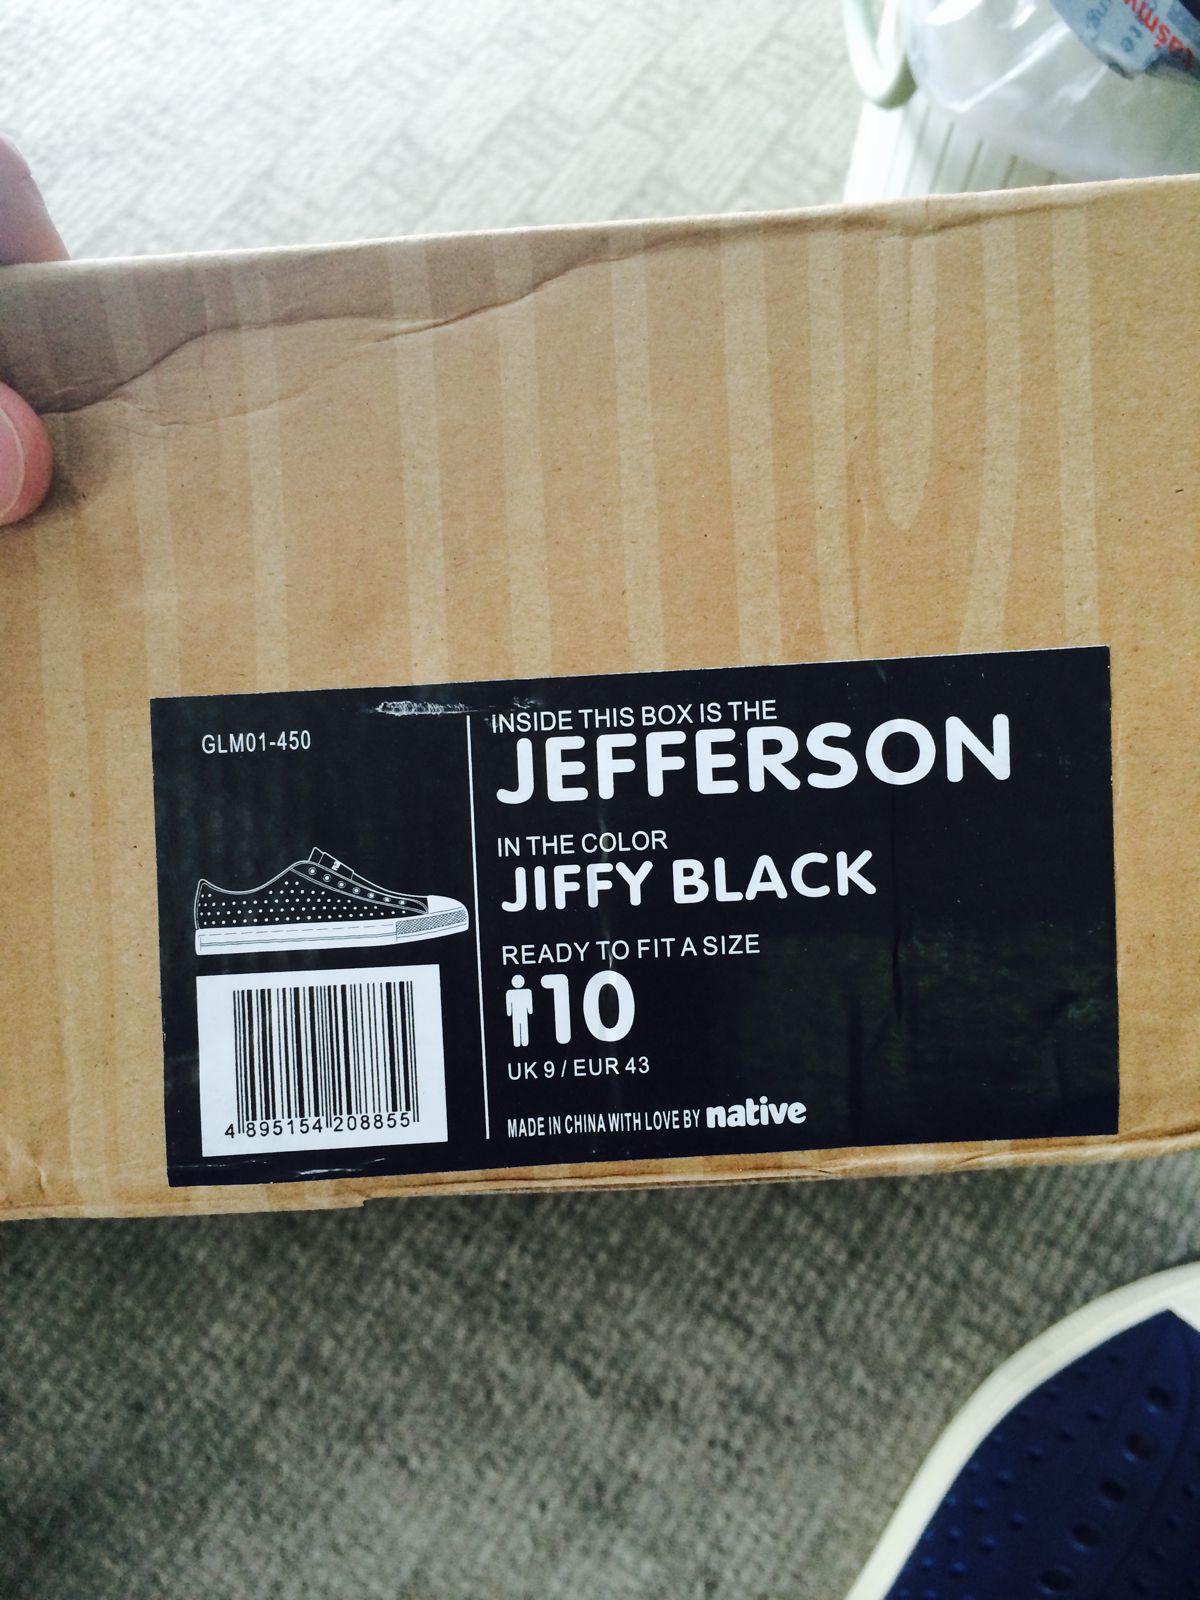 GLM01-450
INSIDE THIS BOX IS THE
JEFFERSON
IN THE COLOR
JIFFY BLACK
READY TO FIT A SIZE
10
UK 9 / EUR 43
MADE IN CHINA WITH LOVE BY native
4 895154 208855